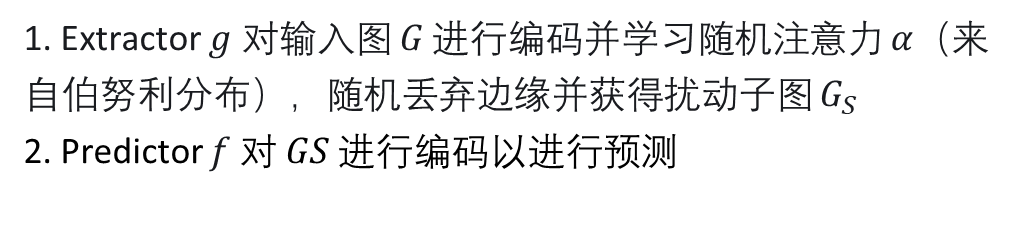 1. Extractor g 对输入图 G 进行编码并学习随机注意力 α（来
自伯努利分布）， 随机丢弃边缘并获得扰动子图 G_S
2. Predictor f 对 GS 进行编码以进行预测